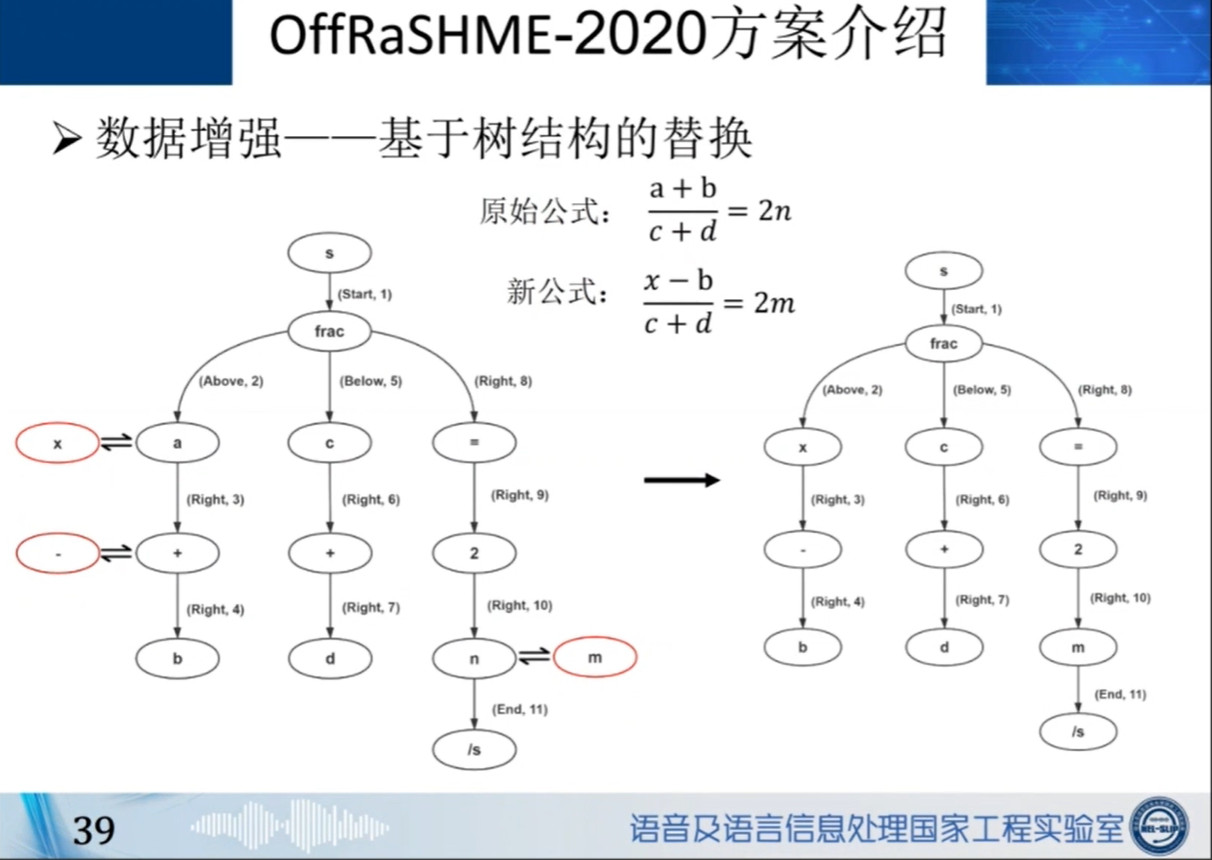 OffRaSHME-2020方案介绍
➢ 数据增强——基于树结构的替换
原始公式： a + b / c + d = 2n
新公式： x − b / c + d = 2m
s
(Start, 1)
frac
(Above, 2) (Below, 5) (Right, 8)
x ⇌ a c =
(Right, 3) (Right, 6) (Right, 9)
- ⇌ + + 2
(Right, 4) (Right, 7) (Right, 10)
b d n ⇌ m
(End, 11)
/s
s
(Start, 1)
frac
(Above, 2) (Below, 5) (Right, 8)
x c =
(Right, 3) (Right, 6) (Right, 9)
- + 2
(Right, 4) (Right, 7) (Right, 10)
b d m
(End, 11)
/s
39
语音及语言信息处理国家工程实验室
NEL-SLIP